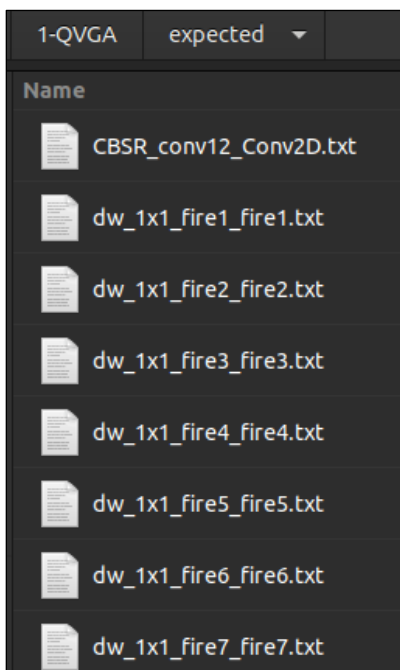 1-QVGA expected
Name
CBSR_conv12_Conv2D.txt
dw_1x1_fire1_fire1.txt
dw_1x1_fire2_fire2.txt
dw_1x1_fire3_fire3.txt
dw_1x1_fire4_fire4.txt
dw_1x1_fire5_fire5.txt
dw_1x1_fire6_fire6.txt
dw_1x1_fire7_fire7.txt